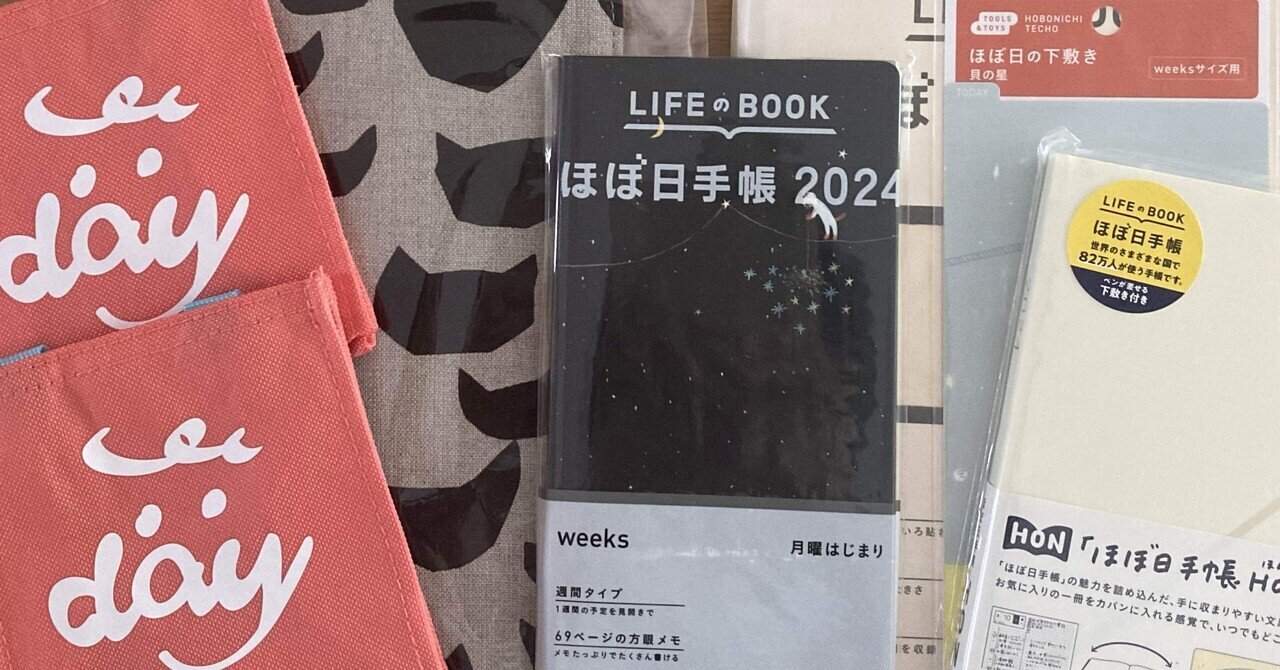 day
day
LIFEのBOOK
ほぼ日手帳 2024
weeks
月曜はじまり
週間タイプ
1週間の予定を見開きで
69ページの方眼メモ
メモたっぷりでたくさん書ける
TOOLS & TOYS
HOBONICHI TECHO
ほぼ日の下敷き
貝の星
weeksサイズ用
TODAY
LIFEのBOOK
ほぼ日手帳
世界のさまざまな国で
82万人が使う手帳です。
ペンが並せる
下敷き付き
HON「ほぼ日手帳
「ほぼ日手帳」の魅力を詰め込んだ、手に収まりやすい文
お気に入りの一冊をカバンに入れる感覚で、いつでもどこ